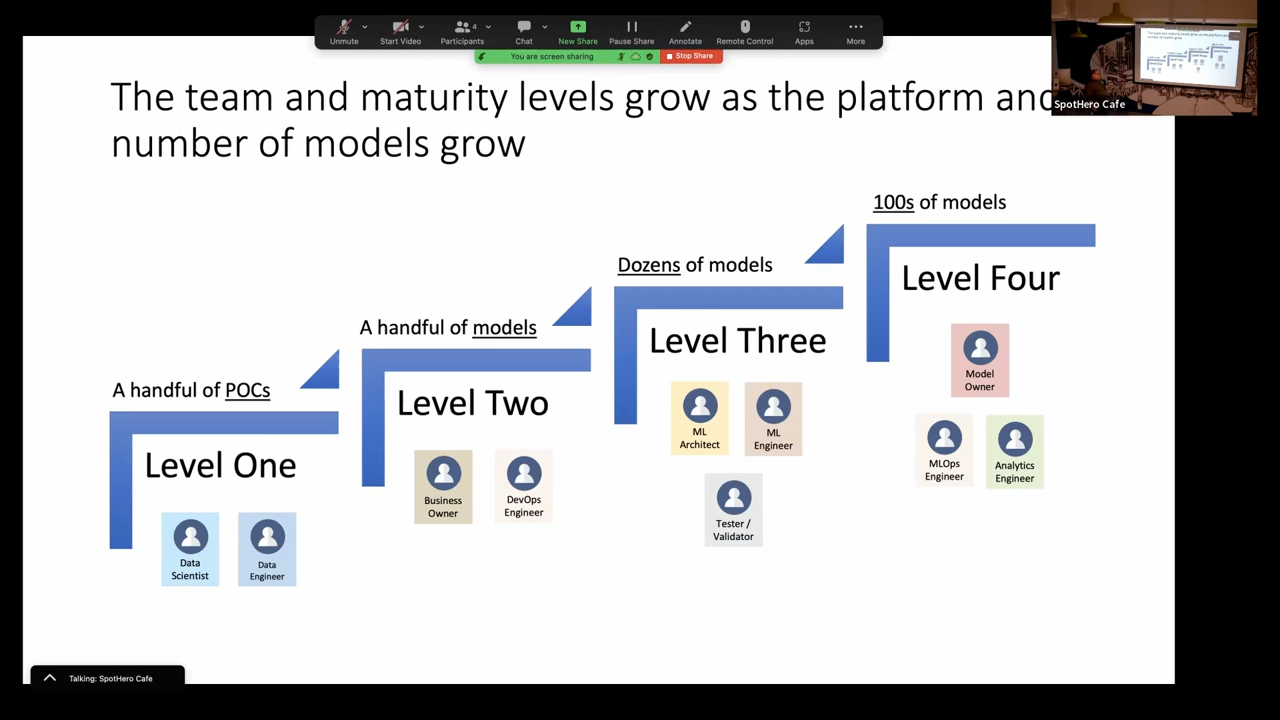 Unmute
Start Video
4
Participants
Chat
New Share
Pause Share
Annotate
Remote Control
Apps
More
You are screen sharing
Stop Share
SpotHero Cafe
The team and maturity levels grow as the platform and
number of models grow
100s of models
Level Four
Model
Owner
MLOps
Engineer
Analytics
Engineer
Dozens of models
Level Three
ML
Architect
ML
Engineer
Tester /
Validator
A handful of models
Level Two
Business
Owner
DevOps
Engineer
A handful of POCs
Level One
Data
Scientist
Data
Engineer
Talking: SpotHero Cafe